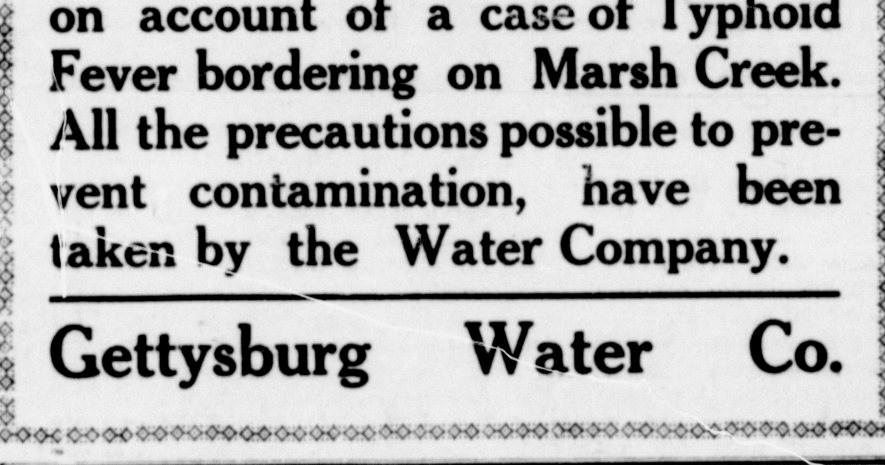 on account of a case of Typhoid
Fever bordering on Marsh Creek.
All the precautions possible to pre-
vent contamination, have been
taken by the Water Company.
Gettysburg Water Co.